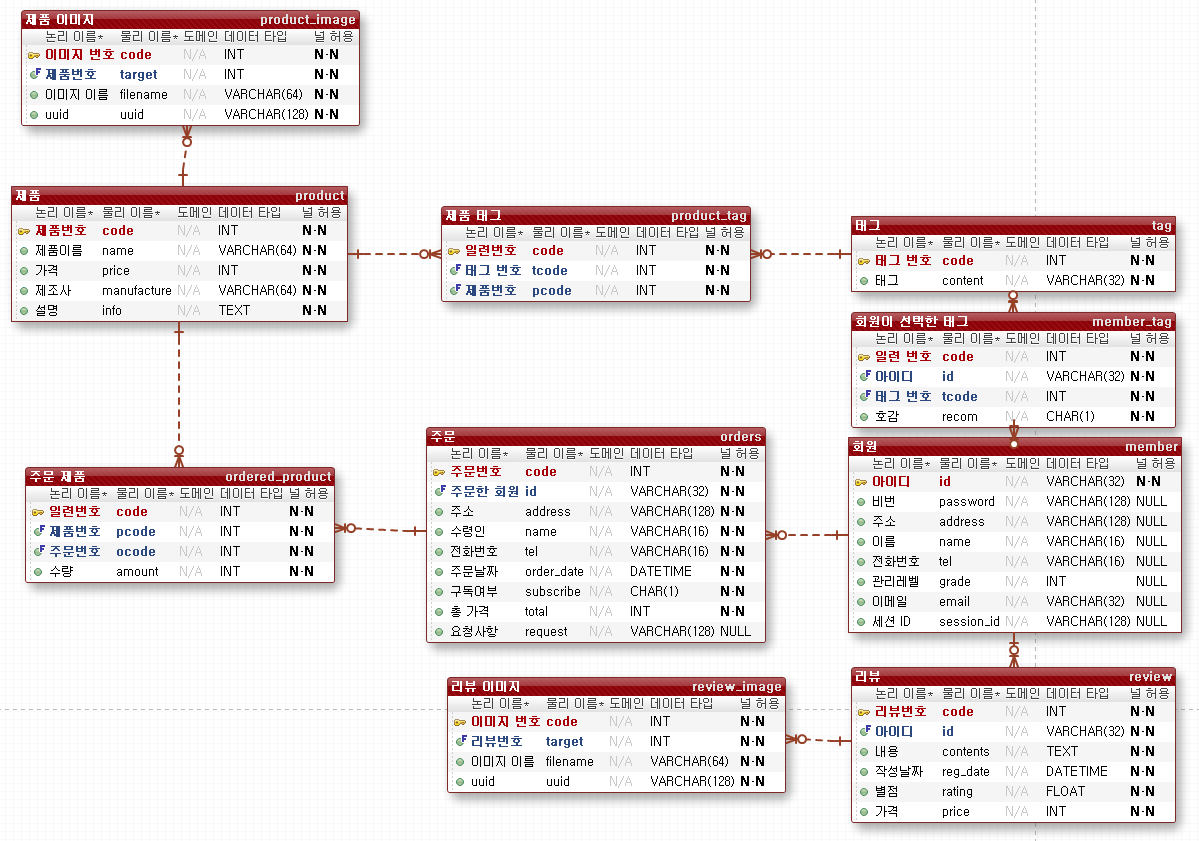 제품 이미지 product_image
논리 이름* 물리 이름* 도메인 데이터 타입 널 허용
이미지 번호 code N/A INT N-N
제품번호 target N/A INT N-N
이미지 이름 filename N/A VARCHAR(64) N-N
uuid uuid N/A VARCHAR(128) N-N
제품 product
논리 이름* 물리 이름* 도메인 데이터 타입 널 허용
제품번호 code N/A INT N-N
제품이름 name N/A VARCHAR(64) N-N
가격 price N/A INT N-N
제조사 manufacture N/A VARCHAR(64) N-N
설명 info N/A TEXT N-N
제품 태그 product_tag
논리 이름* 물리 이름* 도메인 데이터 타입 널 허용
일련번호 code N/A INT N-N
태그 번호 tcode N/A INT N-N
제품번호 pcode N/A INT N-N
태그 tag
논리 이름* 물리 이름* 도메인 데이터 타입 널 허용
태그 번호 code N/A INT N-N
태그 content N/A VARCHAR(32) N-N
회원이 선택한 태그 member_tag
논리 이름* 물리 이름* 도메인 데이터 타입 널 허용
일련 번호 code N/A INT N-N
아이디 id N/A VARCHAR(32) N-N
태그 번호 tcode N/A INT N-N
호감 recom N/A CHAR(1) N-N
주문 제품 ordered_product
논리 이름* 물리 이름* 도메인 데이터 타입 널 허용
일련번호 code N/A INT N-N
제품번호 pcode N/A INT N-N
주문번호 ocode N/A INT N-N
수량 amount N/A INT N-N
주문 orders
논리 이름* 물리 이름* 도메인 데이터 타입 널 허용
주문번호 code N/A INT N-N
주문한 회원 id N/A VARCHAR(32) N-N
주소 address N/A VARCHAR(128) N-N
수령인 name N/A VARCHAR(16) N-N
전화번호 tel N/A VARCHAR(16) N-N
주문날짜 order_date N/A DATETIME N-N
구독여부 subscribe N/A CHAR(1) N-N
총 가격 total N/A INT N-N
요청사항 request N/A VARCHAR(128) NULL
회원 member
논리 이름* 물리 이름* 도메인 데이터 타입 널 허용
아이디 id N/A VARCHAR(32) N-N
비번 password N/A VARCHAR(128) NULL
주소 address N/A VARCHAR(128) NULL
이름 name N/A VARCHAR(16) NULL
전화번호 tel N/A VARCHAR(16) NULL
관리레벨 grade N/A INT NULL
이메일 email N/A VARCHAR(32) NULL
세션 ID session_id N/A VARCHAR(128) NULL
리뷰 이미지 review_image
논리 이름* 물리 이름* 도메인 데이터 타입 널 허용
이미지 번호 code N/A INT N-N
리뷰번호 target N/A INT N-N
이미지 이름 filename N/A VARCHAR(64) N-N
uuid uuid N/A VARCHAR(128) N-N
리뷰 review
논리 이름* 물리 이름* 도메인 데이터 타입 널 허용
리뷰번호 code N/A INT N-N
아이디 id N/A VARCHAR(32) N-N
내용 contents N/A TEXT N-N
작성날짜 reg_date N/A DATETIME N-N
별점 rating N/A FLOAT N-N
가격 price N/A INT N-N